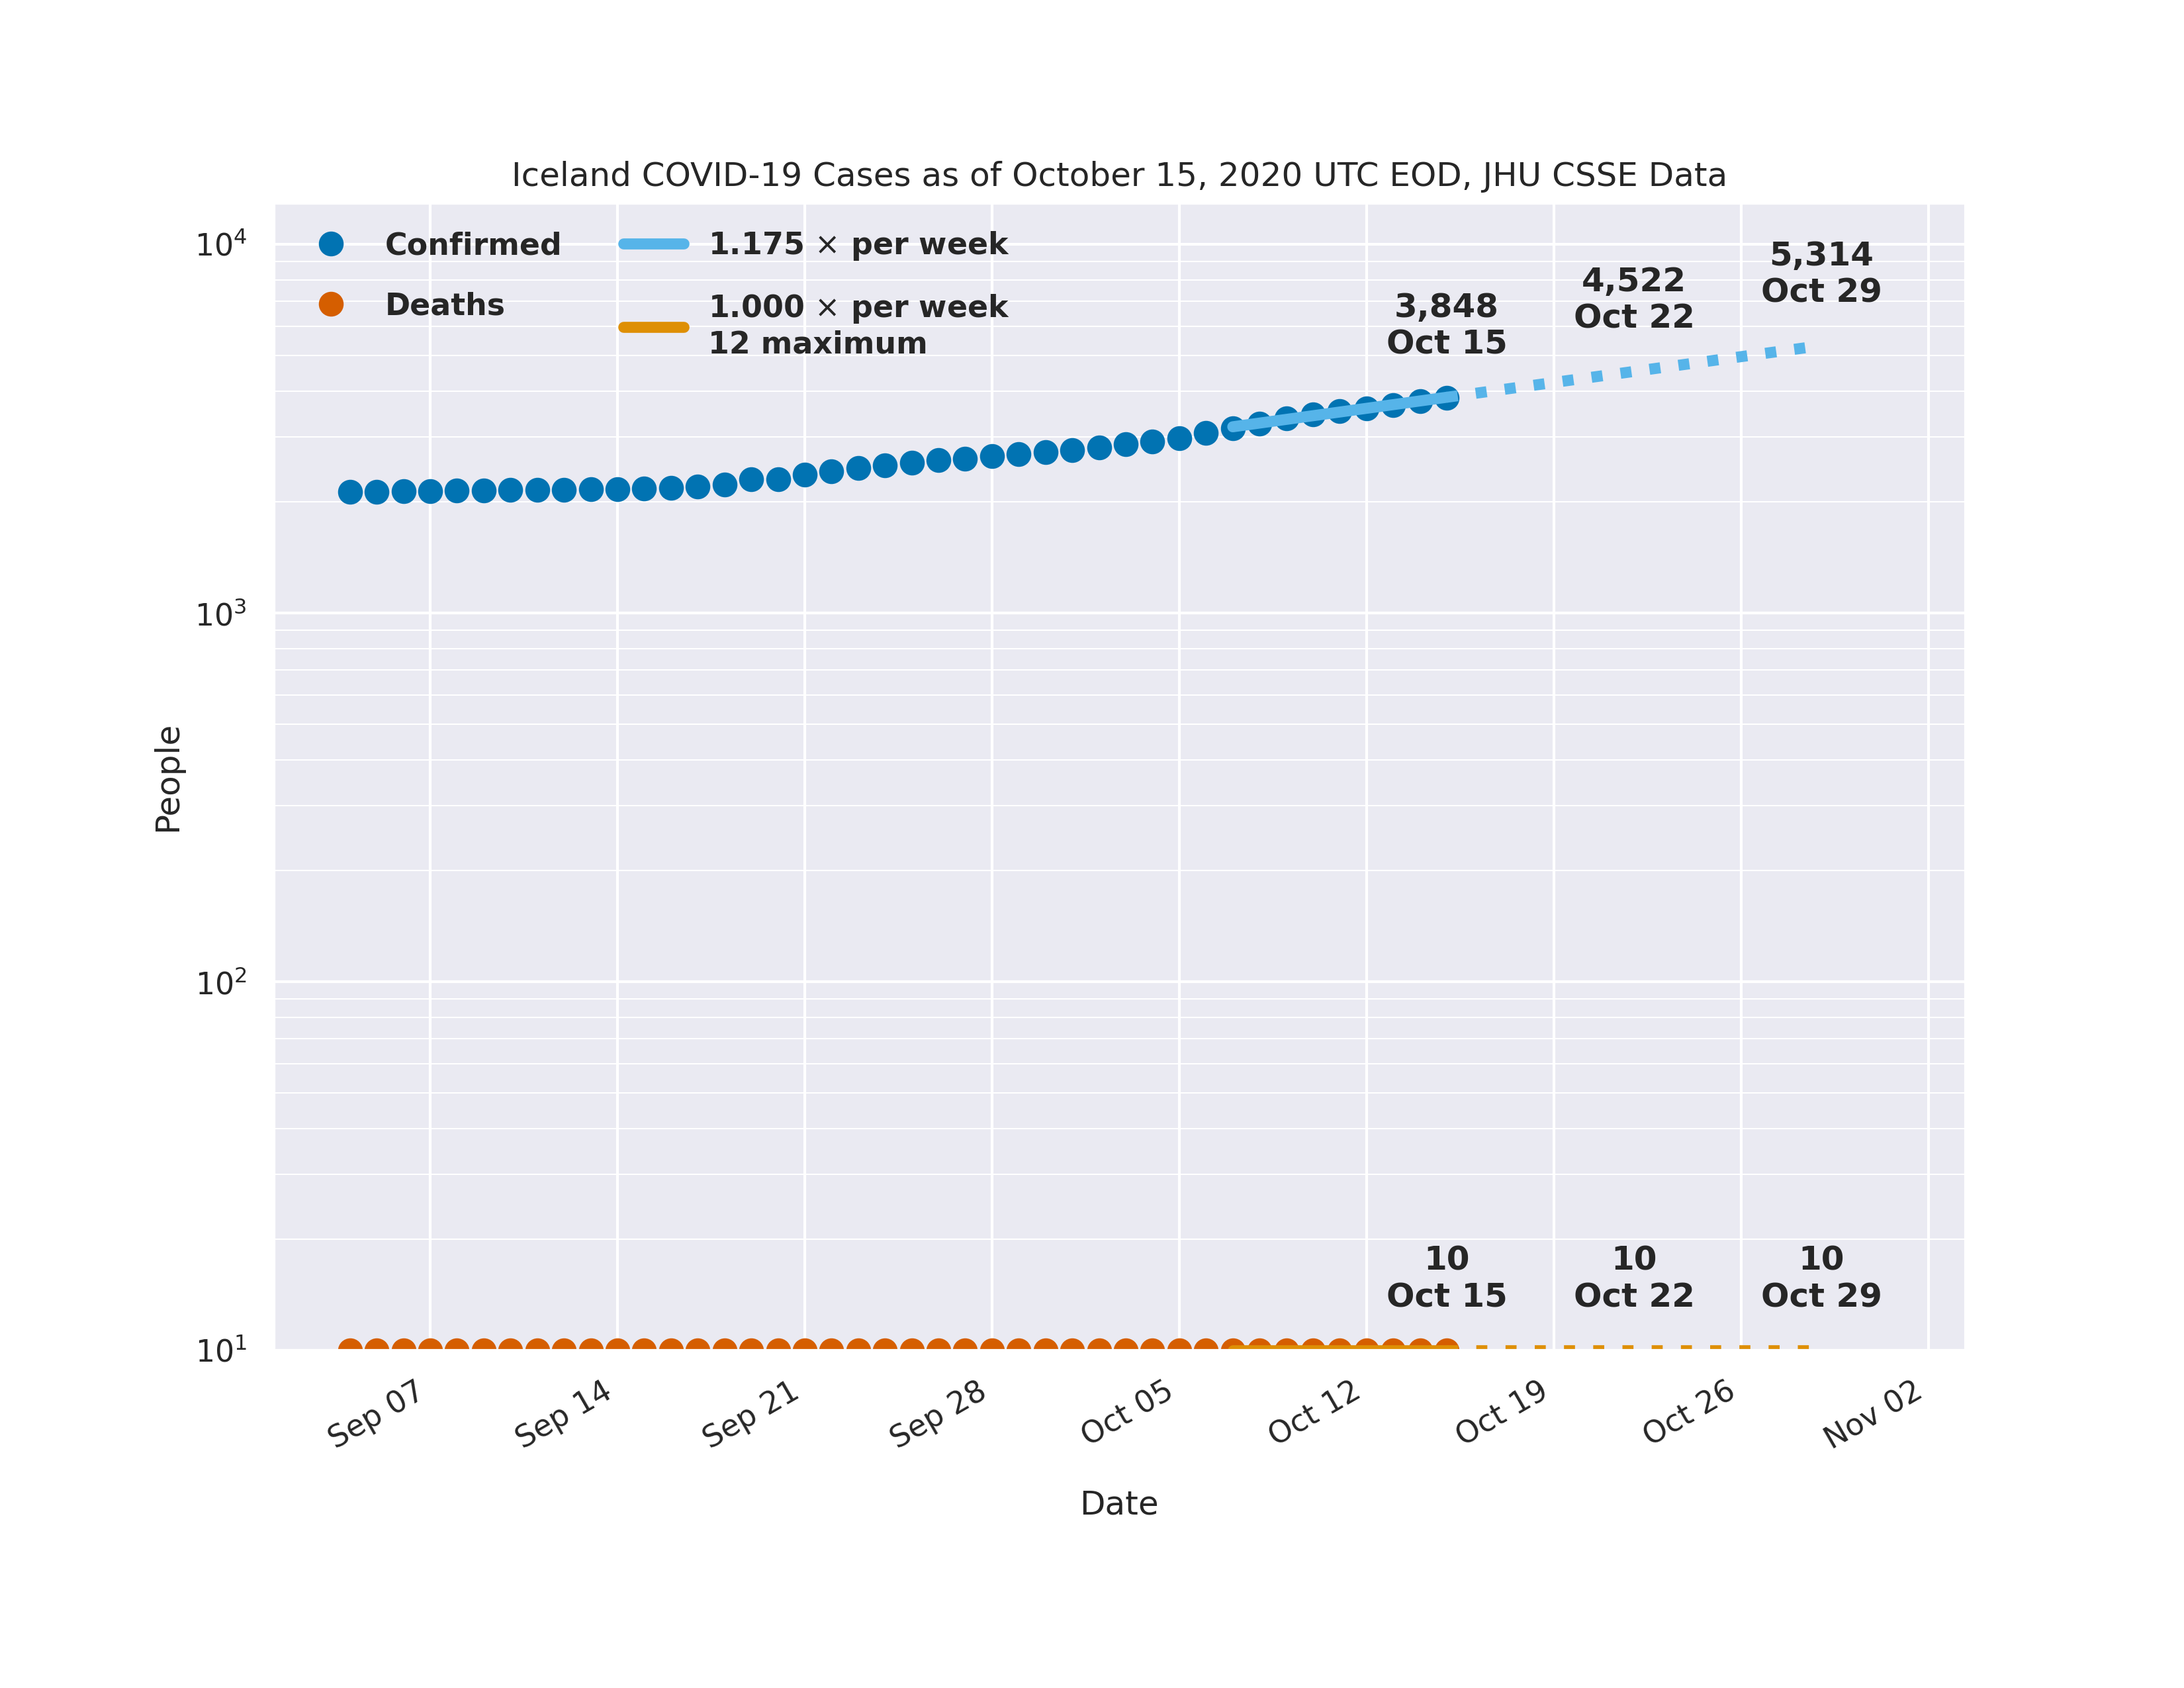 Iceland COVID-19 Cases as of October 15, 2020 UTC EOD, JHU CSSE Data
Confirmed
Deaths
1.175 × per week
1.000 × per week
12 maximum
3,848
Oct 15
4,522
Oct 22
5,314
Oct 29
10⁴
10³
10²
10¹
People
10
Oct 15
10
Oct 22
10
Oct 29
Sep 07
Sep 14
Sep 21
Sep 28
Oct 05
Oct 12
Oct 19
Oct 26
Nov 02
Date